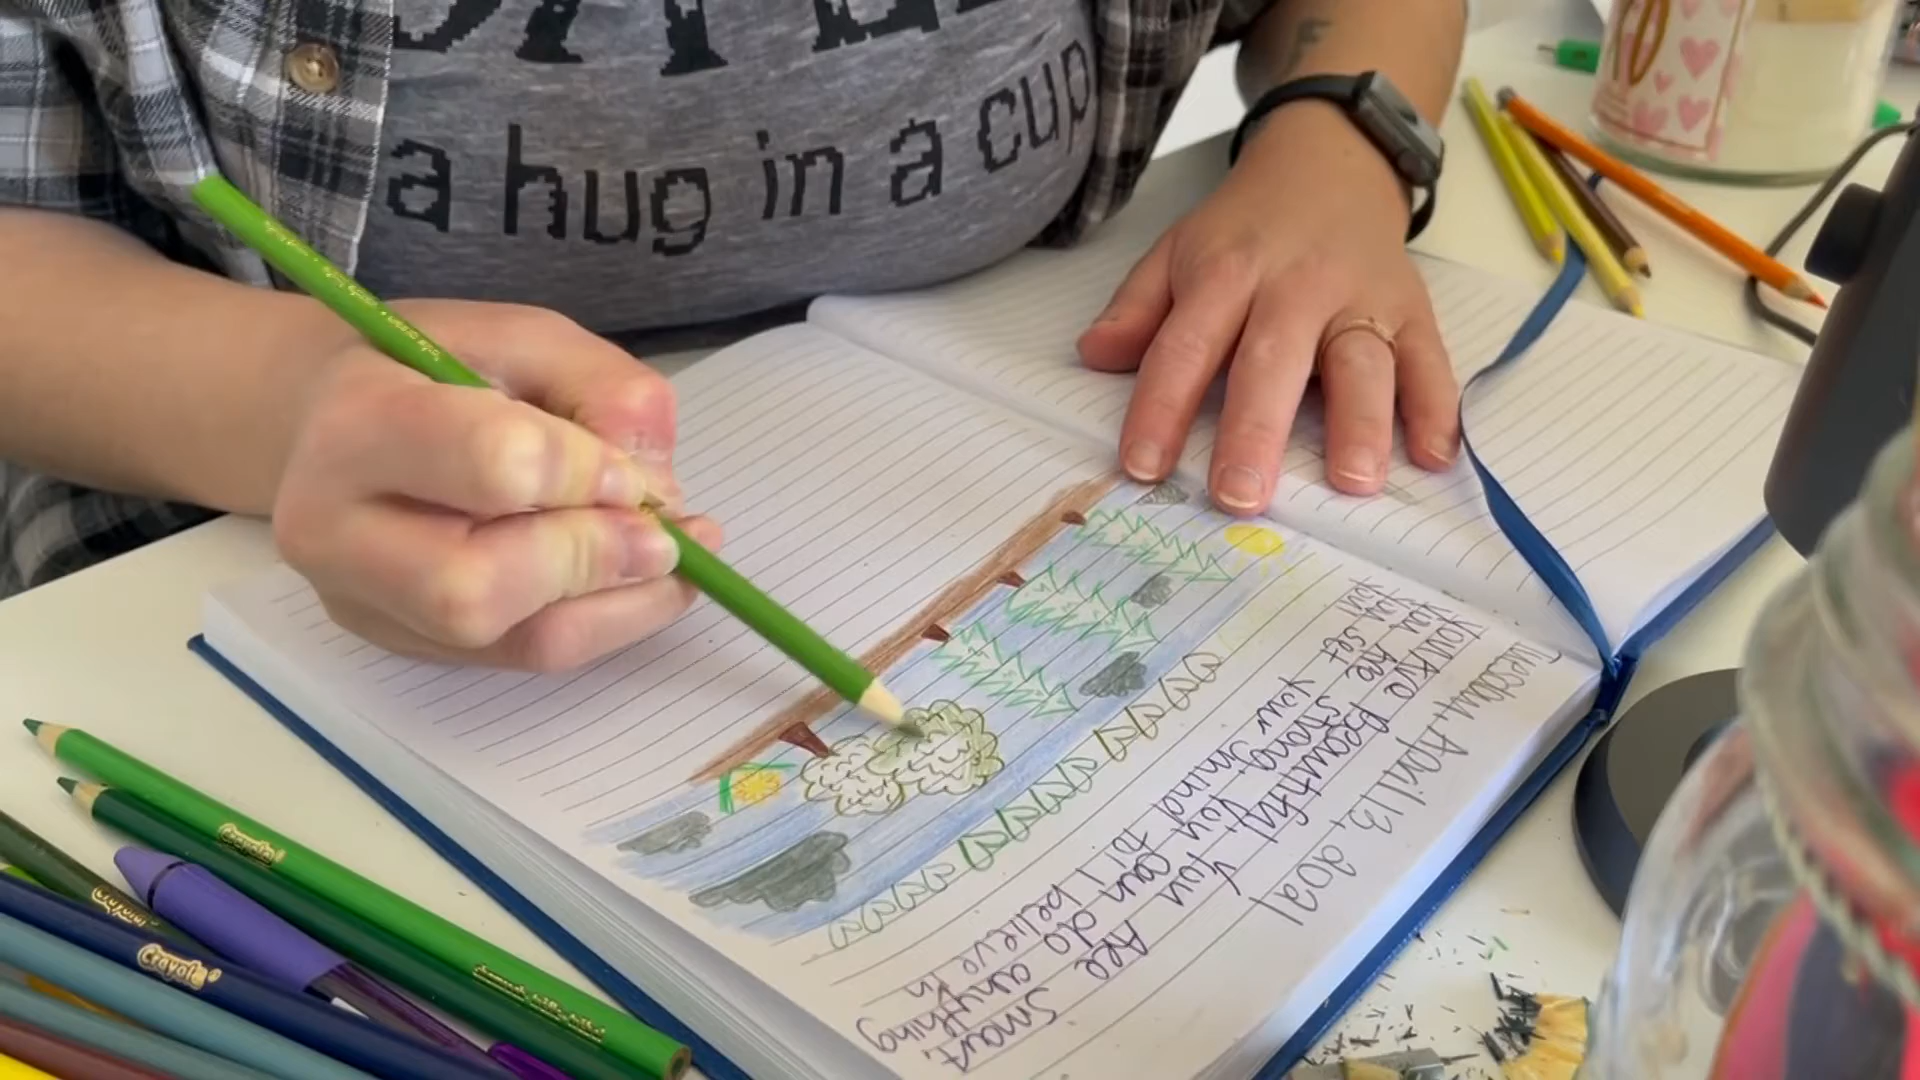 a hug in a cup
Tuesday, April 13, 2021
You're Beautiful, You Are Smart,
You Are Strong, You can do anything
You set Your mind to! I believe in
You
Crayola
Crayola
Crayola